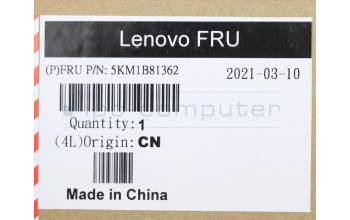 Lenovo FRU
(P)FRU P/N: 5KM1B81362
2021-03-10
Quantity: 1
(4L)Origin: CN
Made in China